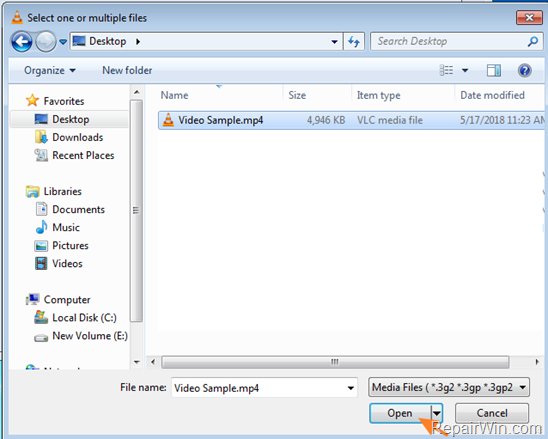 Select one or multiple files
Desktop
Search Desktop
Organize
New folder
Name
Size
Item type
Date modified
Video Sample.mp4
4,946 KB
VLC media file
5/17/2018 11:23 AM
Favorites
Desktop
Downloads
Recent Places
Libraries
Documents
Music
Pictures
Videos
Computer
Local Disk (C:)
New Volume (E:)
File name:
Video Sample.mp4
Media Files ( *.3g2 *.3gp *.3gp2
Open
Cancel
RepairWin.com